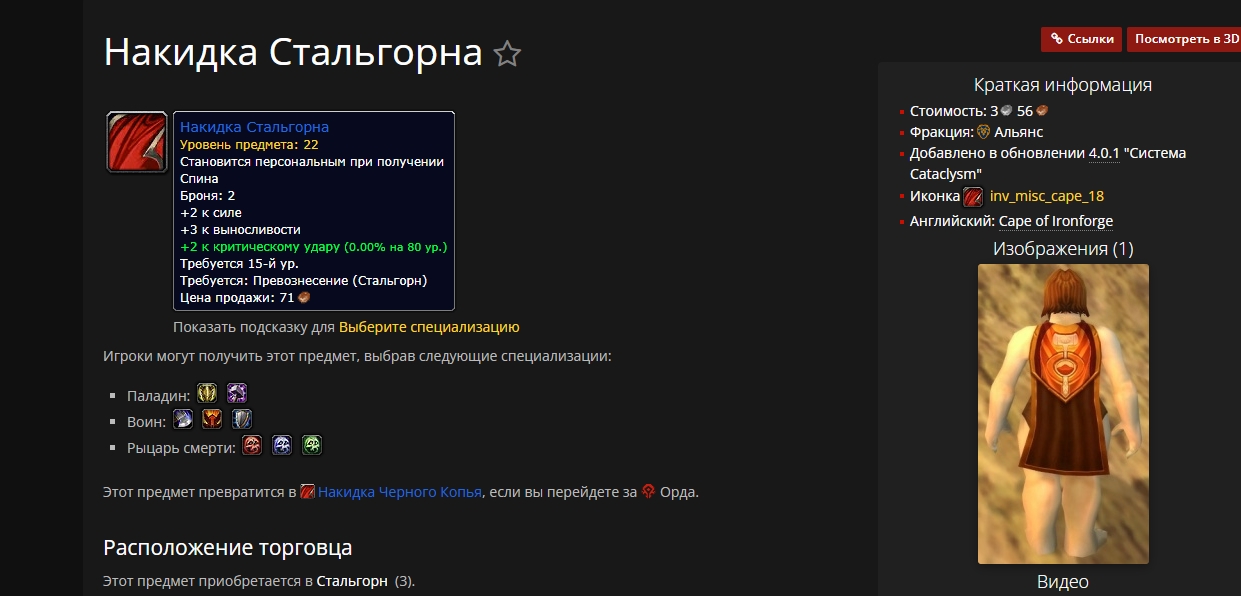 Накидка Стальгорна
Ссылки
Посмотреть в 3D
Накидка Стальгорна
Уровень предмета: 22
Становится персональным при получении
Спина
Броня: 2
+2 к силе
+3 к выносливости
+2 к критическому удару (0.00% на 80 ур.)
Требуется 15-й ур.
Требуется: Превознесение (Стальгорн)
Цена продажи: 71
Показать подсказку для Выберите специализацию
Игроки могут получить этот предмет, выбрав следующие специализации:
Паладин:
Воин:
Рыцарь смерти:
Этот предмет превратится в Накидка Черного Копья, если вы перейдете за Орда.
Расположение торговца
Этот предмет приобретается в Стальгорн (3).
Краткая информация
Стоимость: 3 56
Фракция: Альянс
Добавлено в обновлении 4.0.1 "Система
Cataclysm"
Иконка inv_misc_cape_18
Английский: Cape of Ironforge
Изображения (1)
Видео